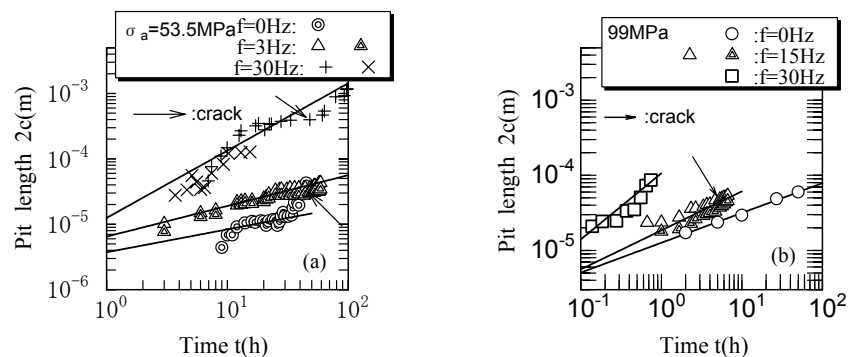 σ a=53.5MPa f=0Hz:
f=3Hz:
f=30Hz:
Pit length 2c(m)
10⁻³
10⁻⁴
10⁻⁵
10⁻⁶
:crack
(a)
10⁰ 10¹ 10²
Time t(h)
99MPa :f=0Hz
:f=15Hz
:f=30Hz
Pit length 2c(m)
10⁻³
10⁻⁴
10⁻⁵
:crack
(b)
10⁻¹ 10⁰ 10¹ 10²
Time t(h)